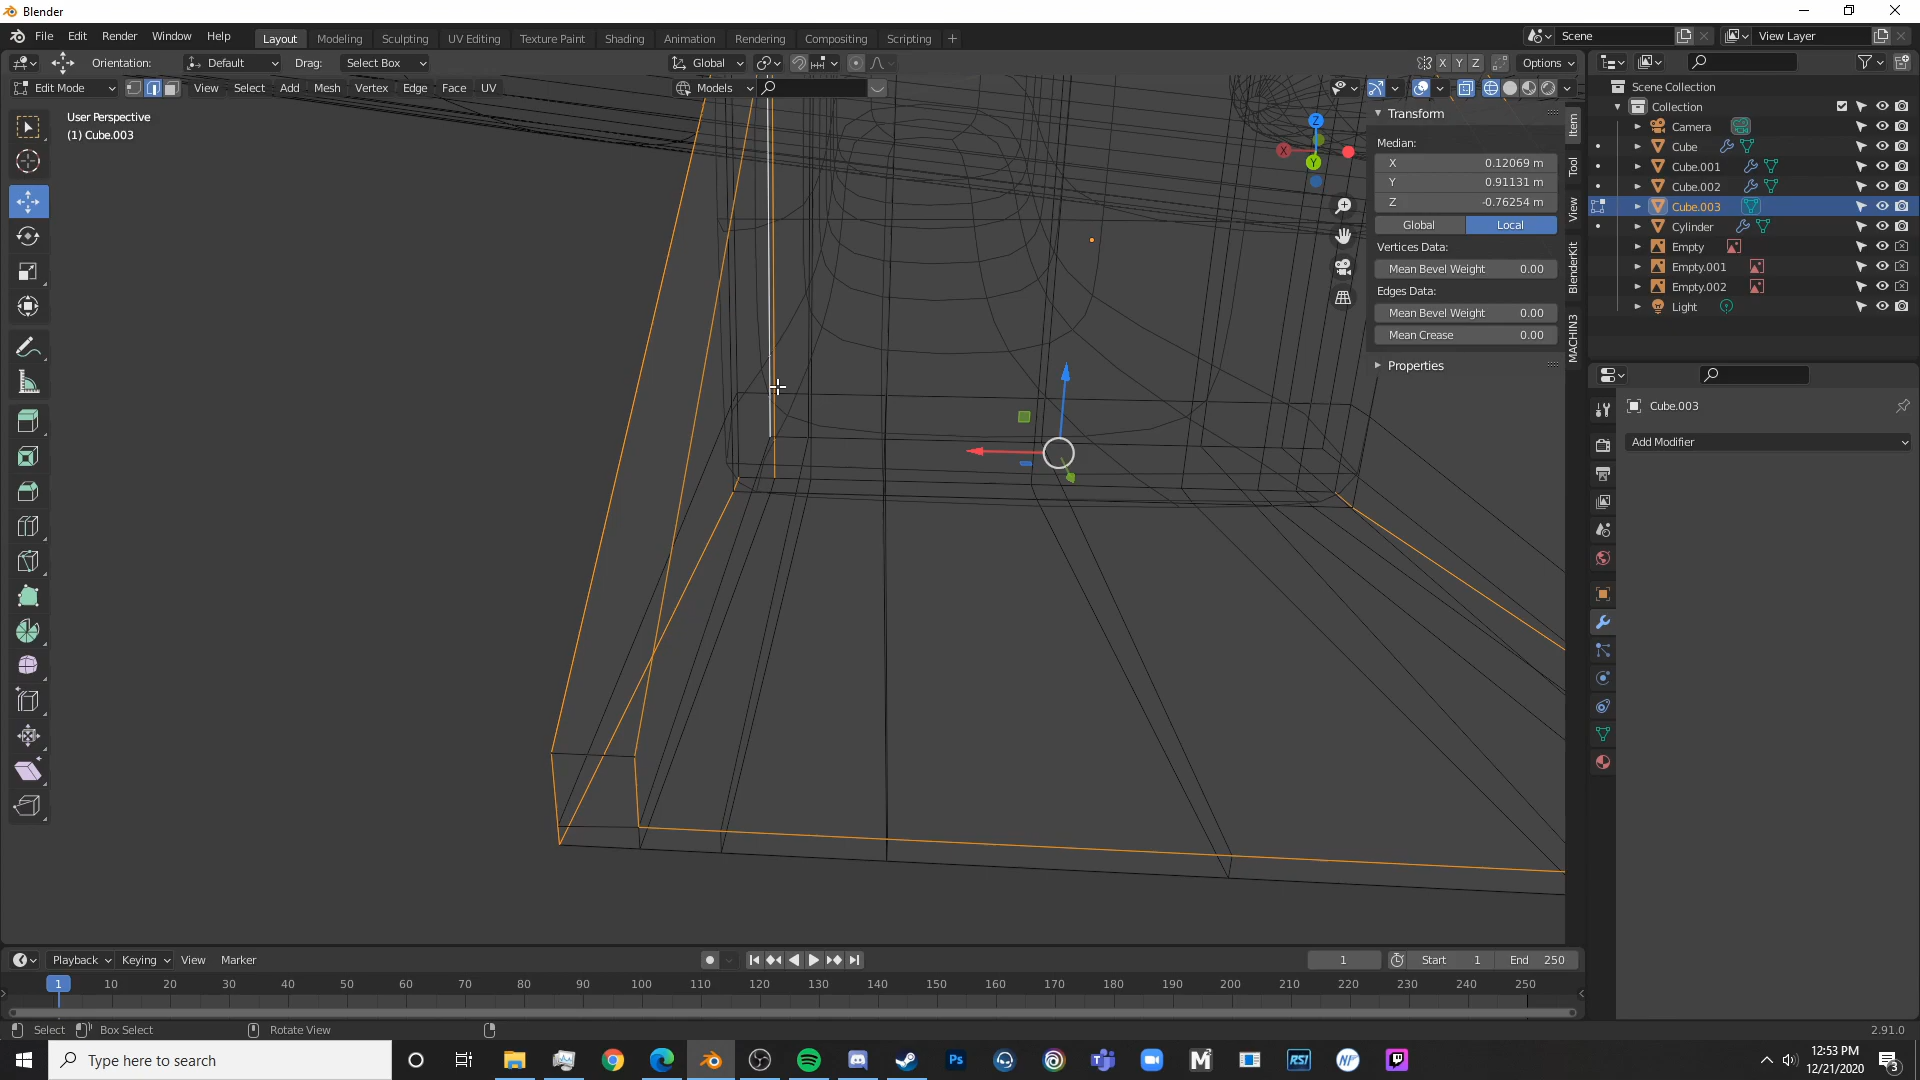 Blender
File Edit Render Window Help
Layout Modeling Sculpting UV Editing Texture Paint Shading Animation Rendering Compositing Scripting +
Scene
View Layer
Orientation: Default Drag: Select Box
Global
X Y Z Options
Edit Mode View Select Add Mesh Vertex Edge Face UV
Models
User Perspective
(1) Cube.003
Z
X
Y
Transform
Median:
X 0.12069 m
Y 0.91131 m
Z -0.76254 m
Global Local
Vertices Data:
Mean Bevel Weight 0.00
Edges Data:
Mean Bevel Weight 0.00
Mean Crease 0.00
Properties
Item
Tool
View
BlenderKit
MACHIN3
Scene Collection
Collection
Camera
Cube
Cube.001
Cube.002
Cube.003
Cylinder
Empty
Empty.001
Empty.002
Light
Cube.003
Add Modifier
Playback Keying View Marker
1 Start 1 End 250
1 10 20 30 40 50 60 70 80 90 100 110 120 130 140 150 160 170 180 190 200 210 220 230 240 250
Select Box Select Rotate View
2.91.0
Type here to search
Ps
M
RSI
NF
12:53 PM
12/21/2020
3